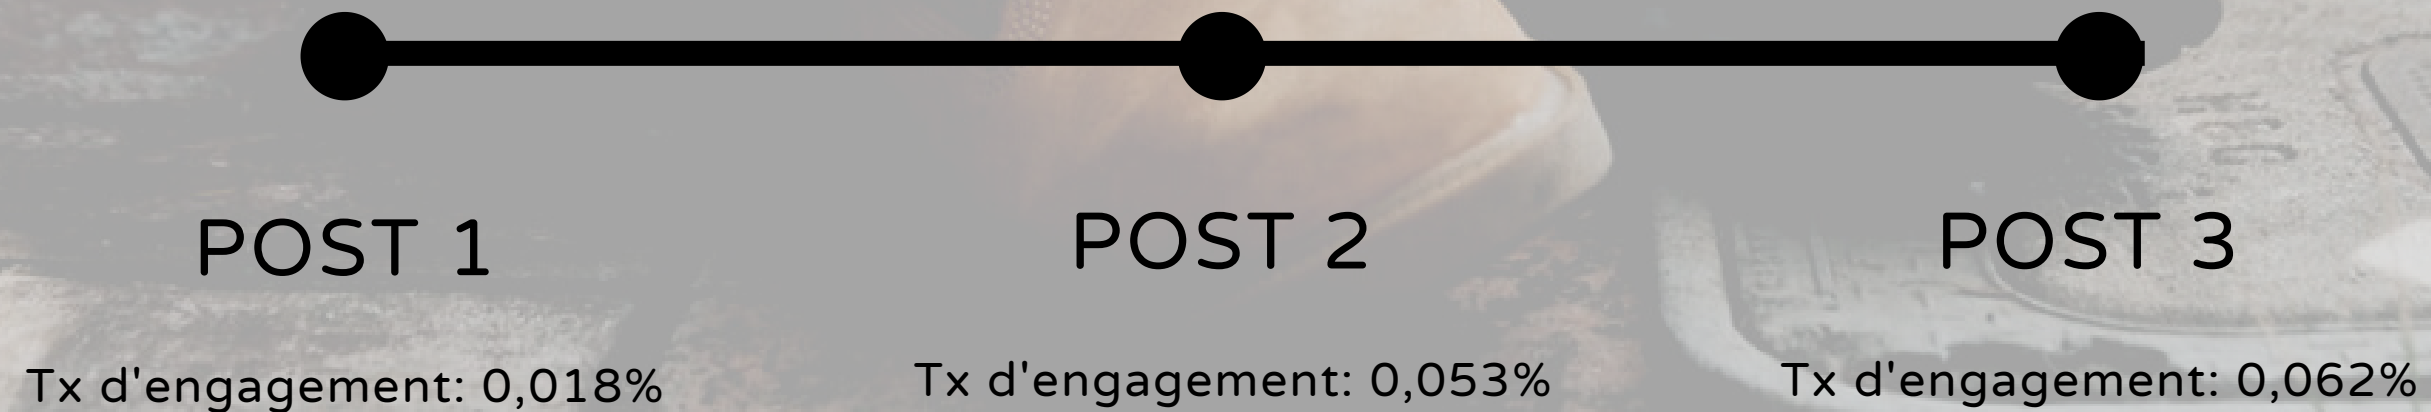 POST 1
POST 2
POST 3
Tx d'engagement: 0,018%
Tx d'engagement: 0,053%
Tx d'engagement: 0,062%